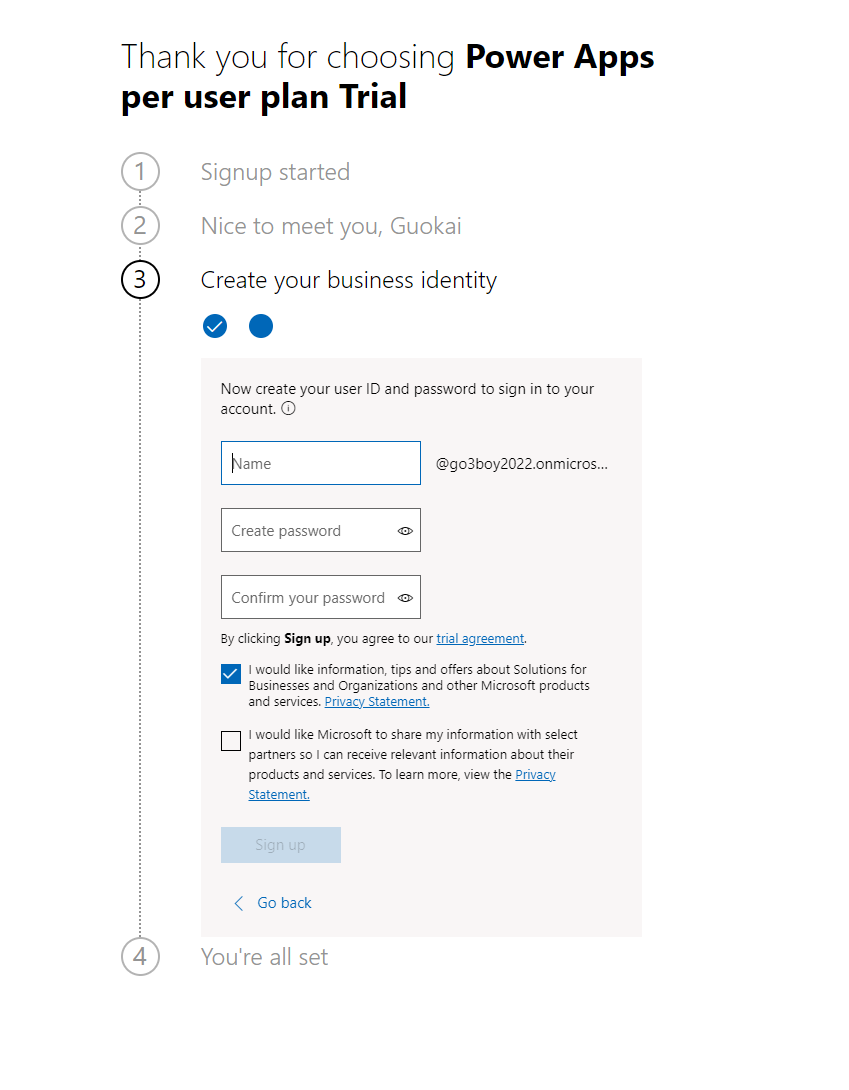 Thank you for choosing Power Apps
per user plan Trial
1 Signup started
2 Nice to meet you, Guokai
3 Create your business identity
Now create your user ID and password to sign in to your
account.
Name @go3boy2022.onmicros...
Create password
Confirm your password
By clicking Sign up, you agree to our trial agreement.
I would like information, tips and offers about Solutions for
Businesses and Organizations and other Microsoft products
and services. Privacy Statement.
I would like Microsoft to share my information with select
partners so I can receive relevant information about their
products and services. To learn more, view the Privacy
Statement.
Sign up
Go back
4 You're all set